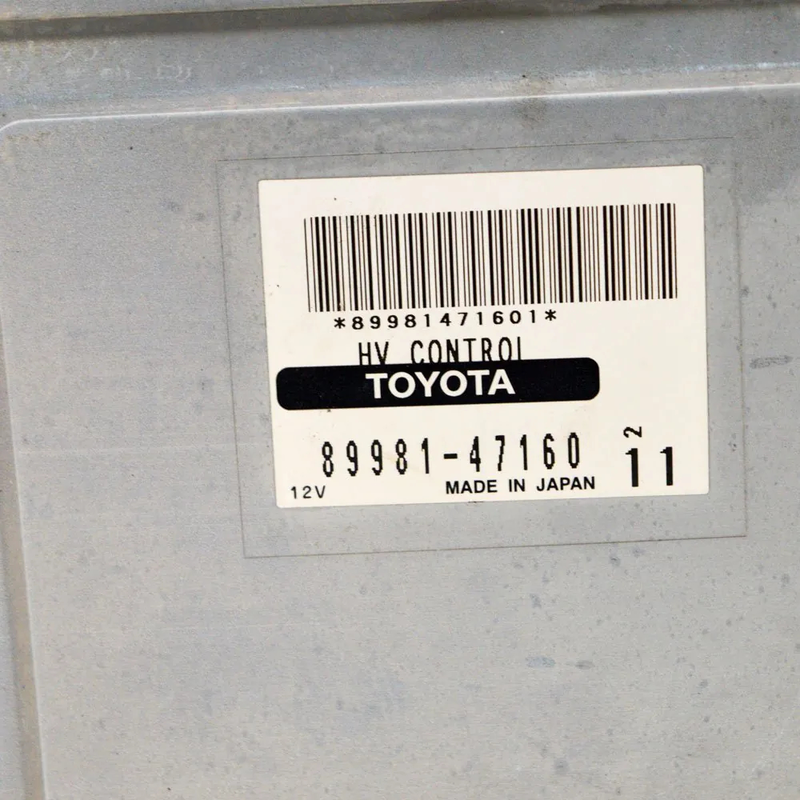 *89981471601*
HV CONTROL
TOYOTA
89981-47160
2
11
12V
MADE IN JAPAN